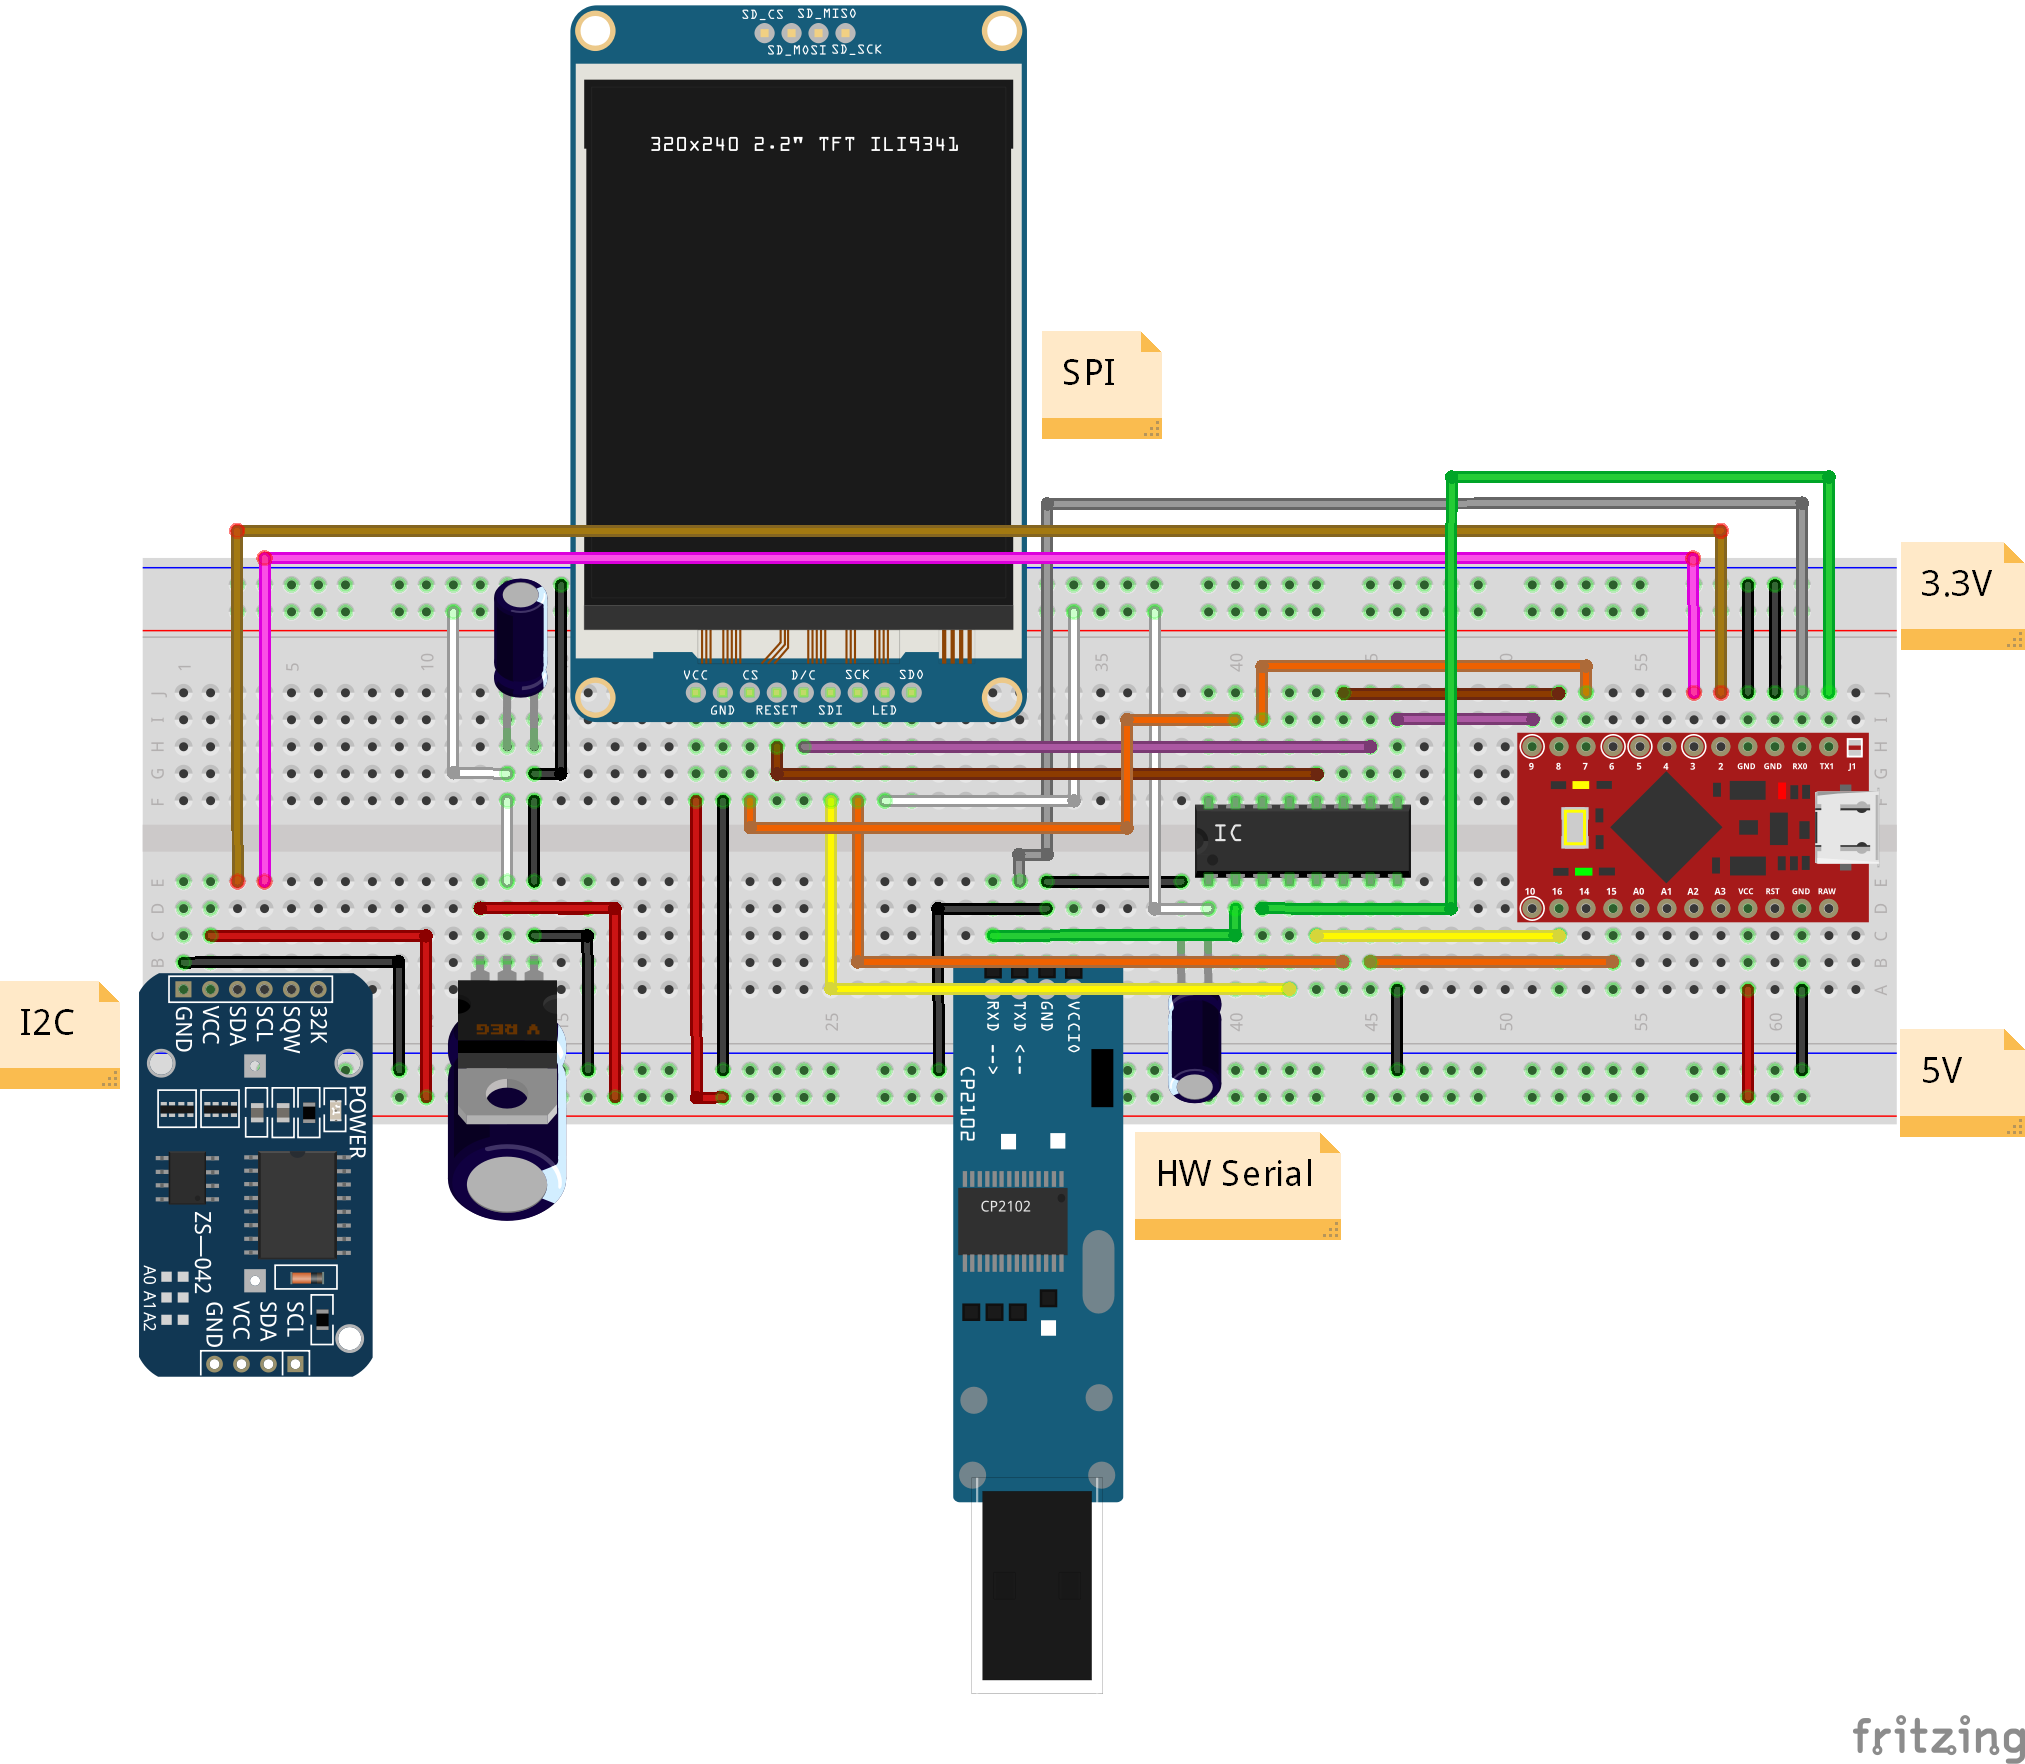 SD_CS SD_MISO
SD_MOSI SD_SCK
320x240 2.2" TFT ILI9341
SPI
3.3V
1 5 10 35 40 55
VCC CS D/C SCK SDO
GND RESET SDI LED
J J
I I
H H
G G
F F
9 8 7 6 5 4 3 2 GND GND RX0 TX1 J1
IC
10 16 14 15 A0 A1 A2 A3 VCC RST GND RAW
E E
D D
C C
B B
A
I2C
GND VCC SDA SCL SQW 32K
V REG
15 25 40 45 50 55 60
RXD ---> TXD <--- GND VCCIO
CP2102
5V
POWER
HW Serial
CP2102
ZS-042
A0 A1 A2
GND VCC SDA SCL
fritzing